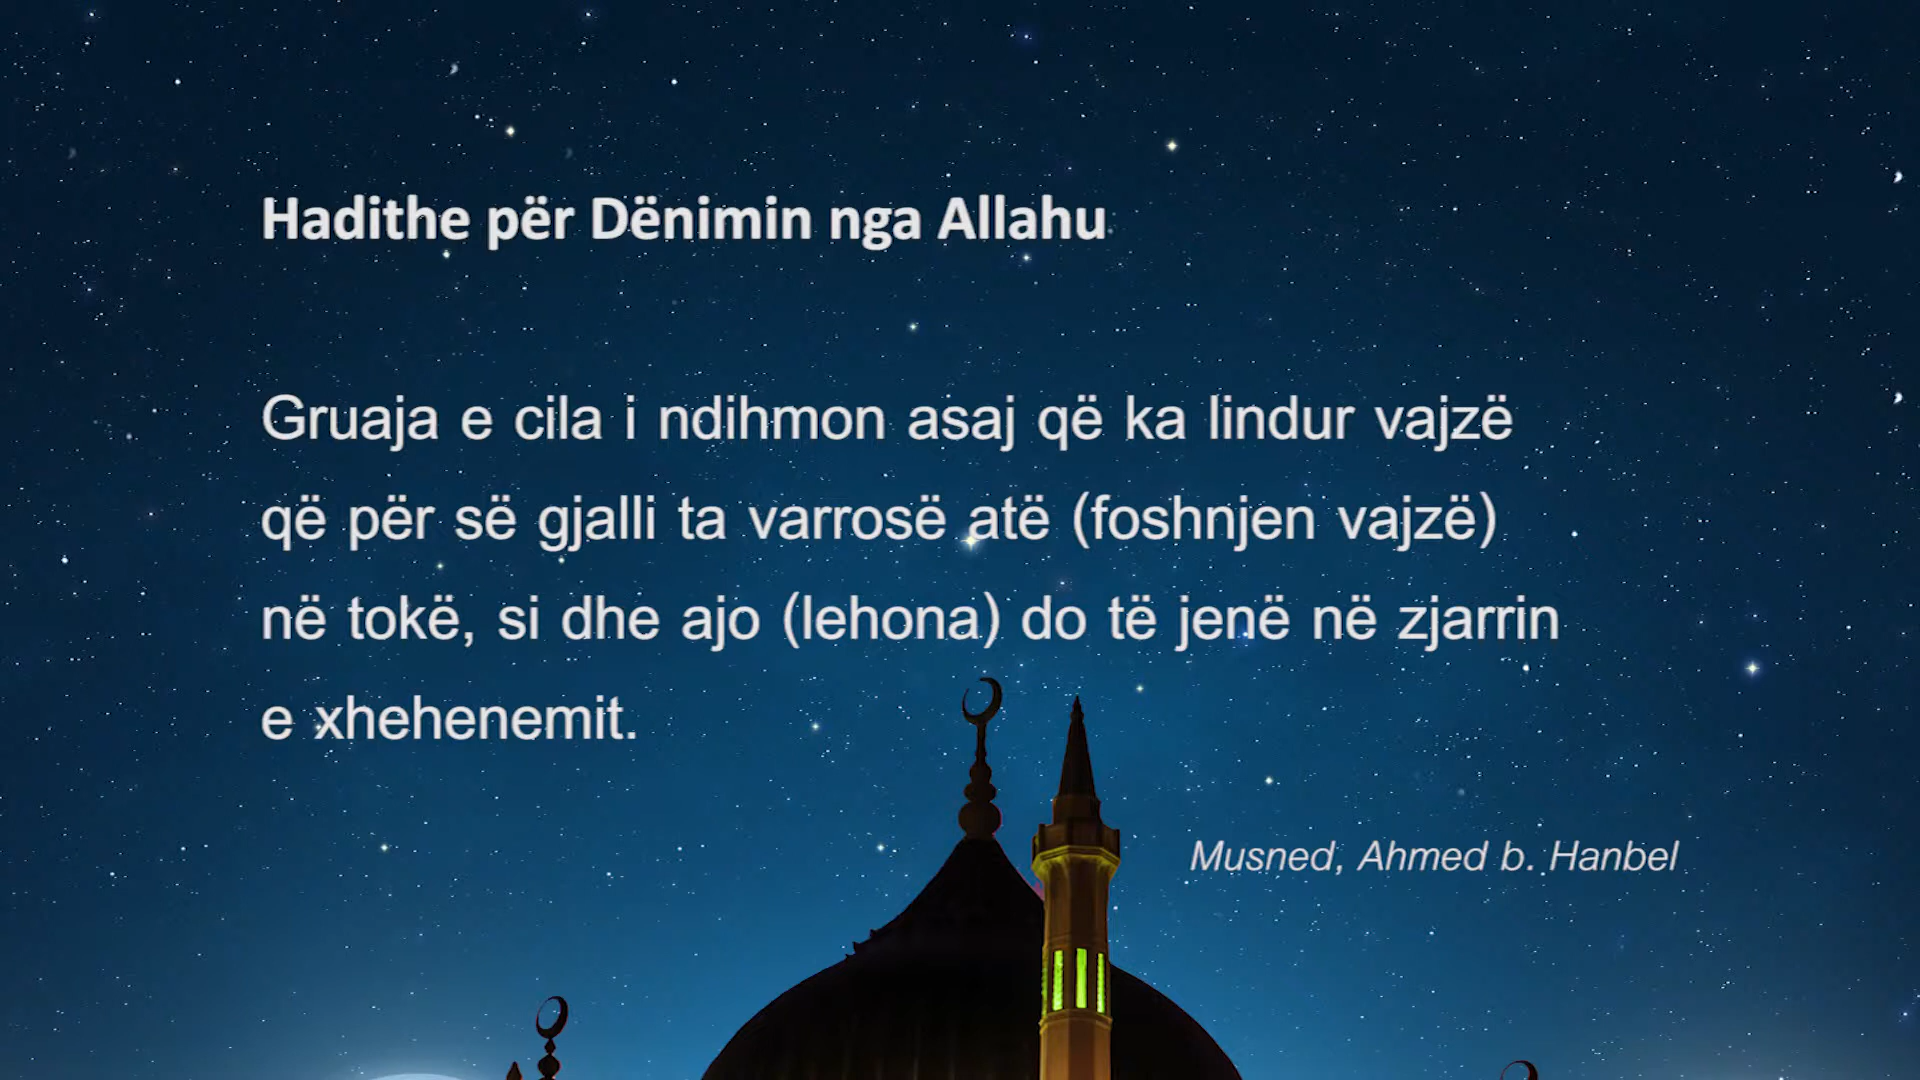 Hadithe për Dënimin nga Allahu
Gruaja e cila i ndihmon asaj që ka lindur vajzë
që për së gjalli ta varrosë atë (foshnjen vajzë)
në tokë, si dhe ajo (lehona) do të jenë në zjarrin
e xhehenemit.
Musned, Ahmed b. Hanbel